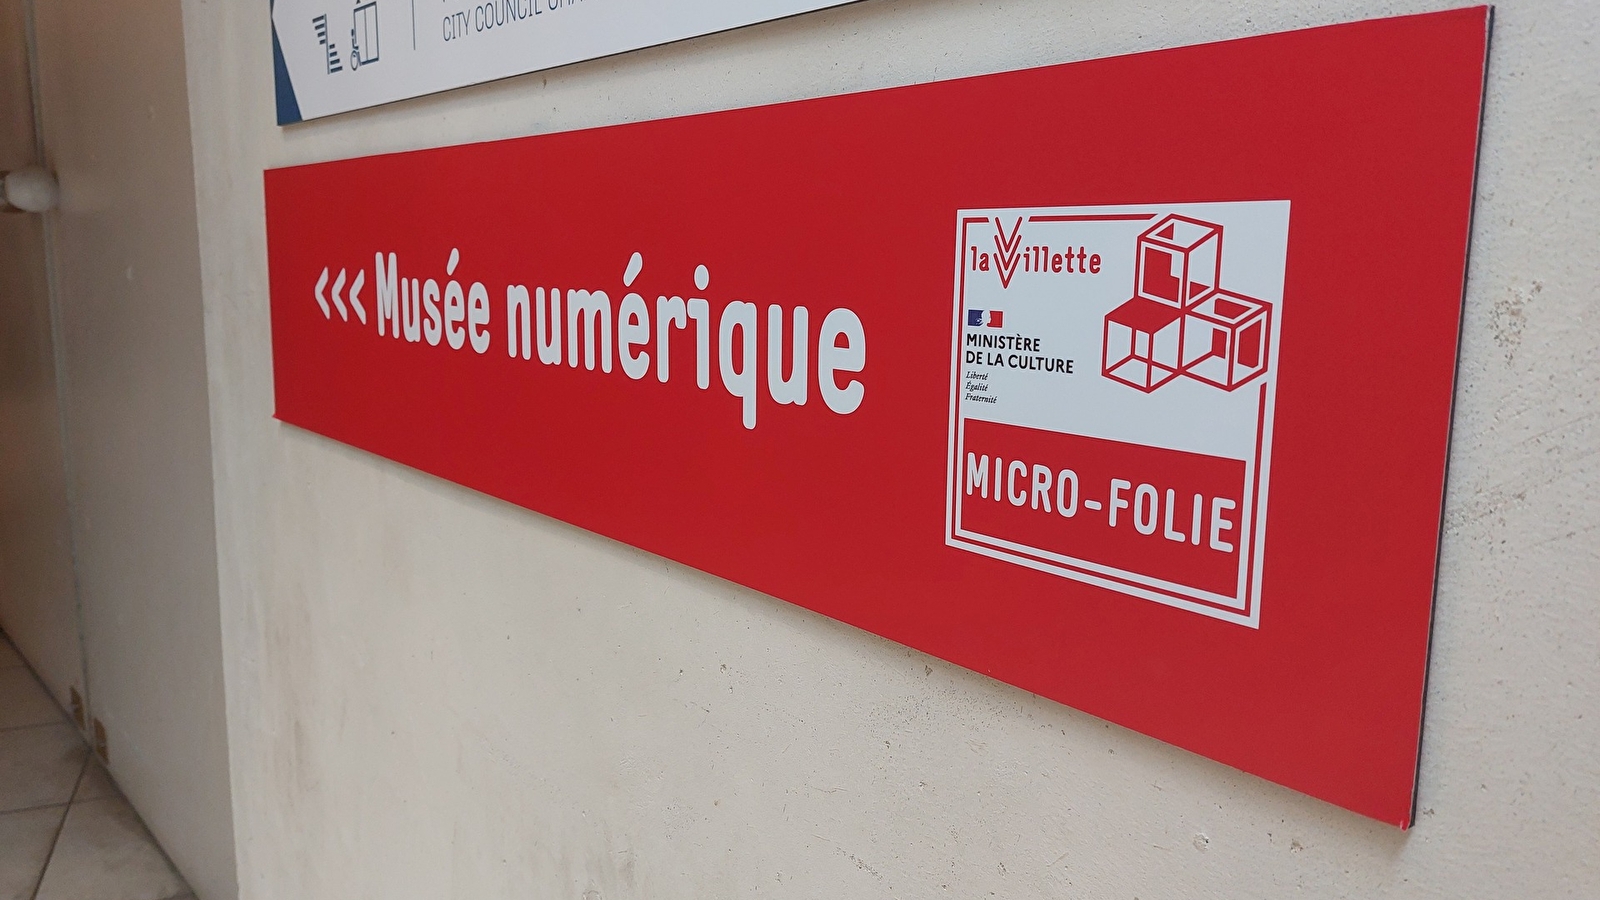 CITY COUNCIL
<<< Musée numérique
la Villette
MINISTÈRE
DE LA CULTURE
Liberté
Égalité
Fraternité
MICRO-FOLIE